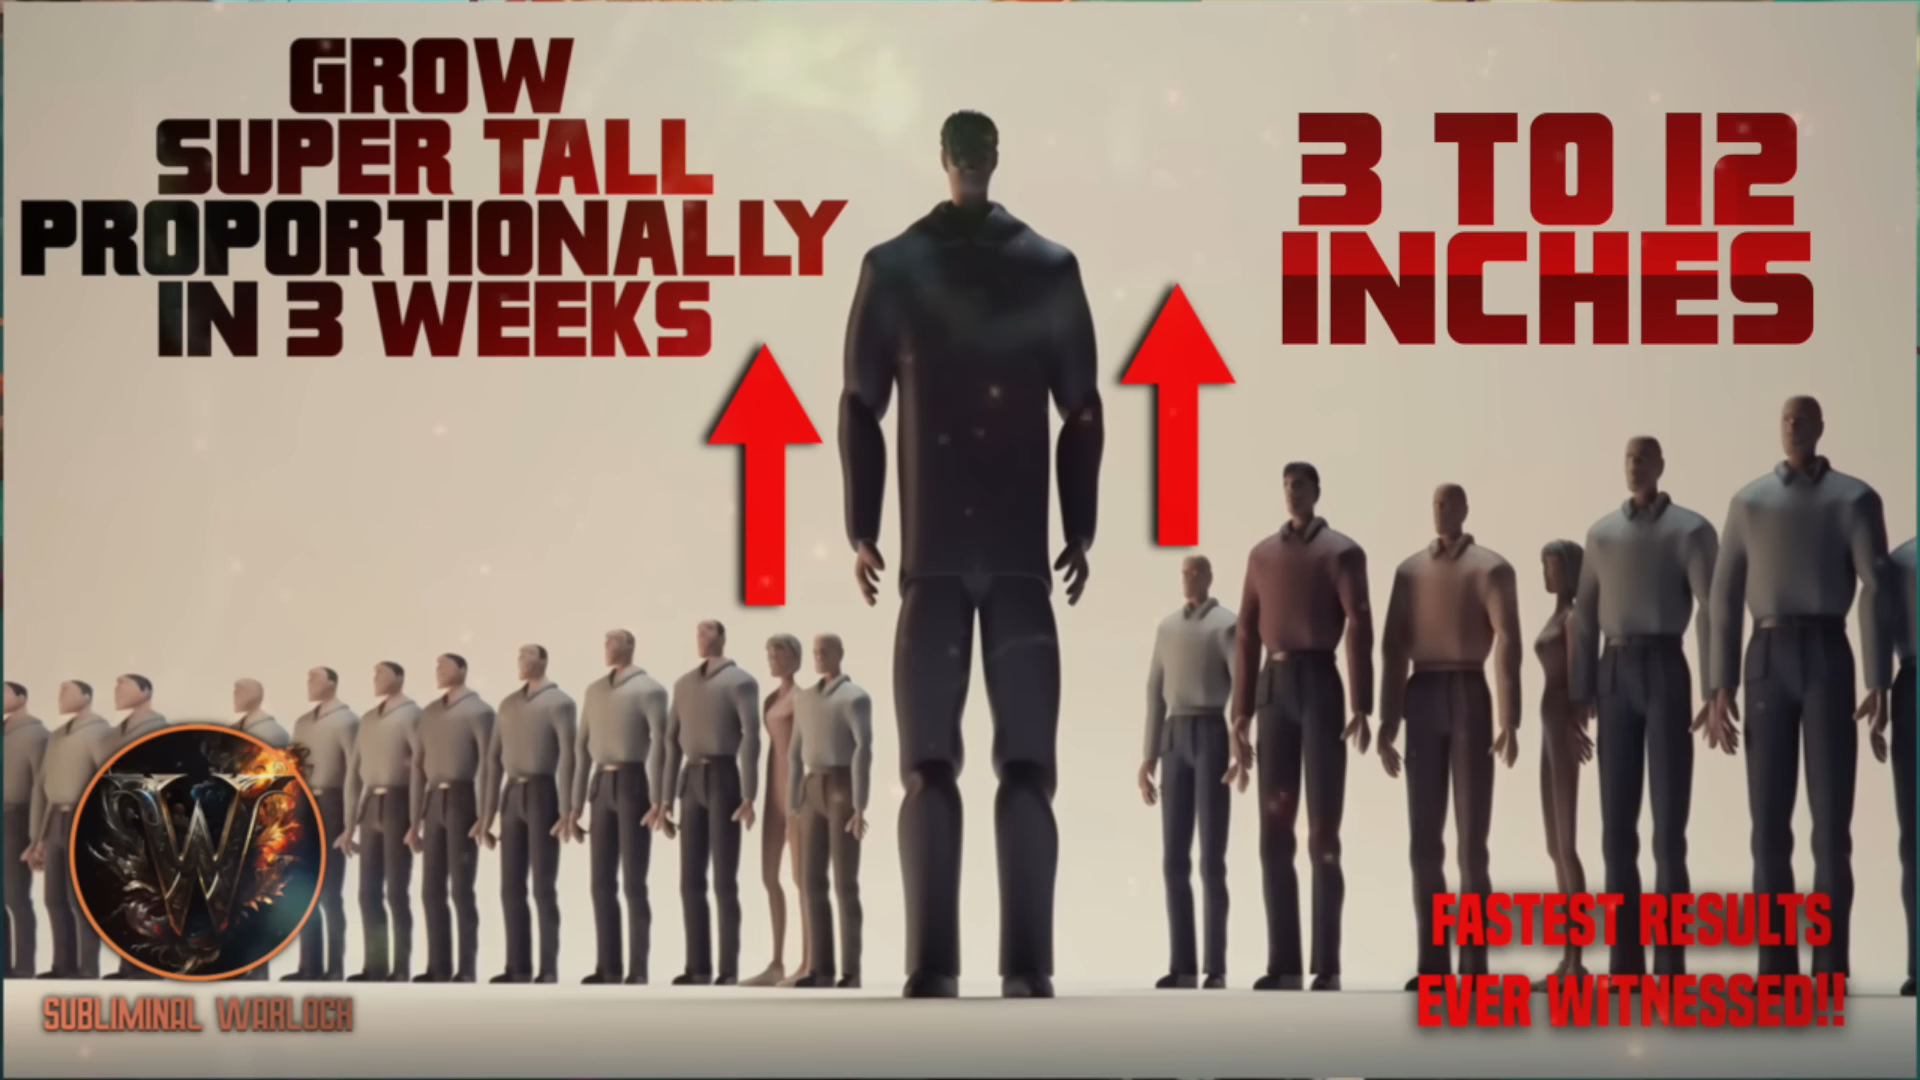 GROW
SUPER TALL
PROPORTIONALLY
IN 3 WEEKS
3 TO 12
INCHES
W
SUBLIMINAL WARLOCK
FASTEST RESULTS
EVER WITNESSED!!